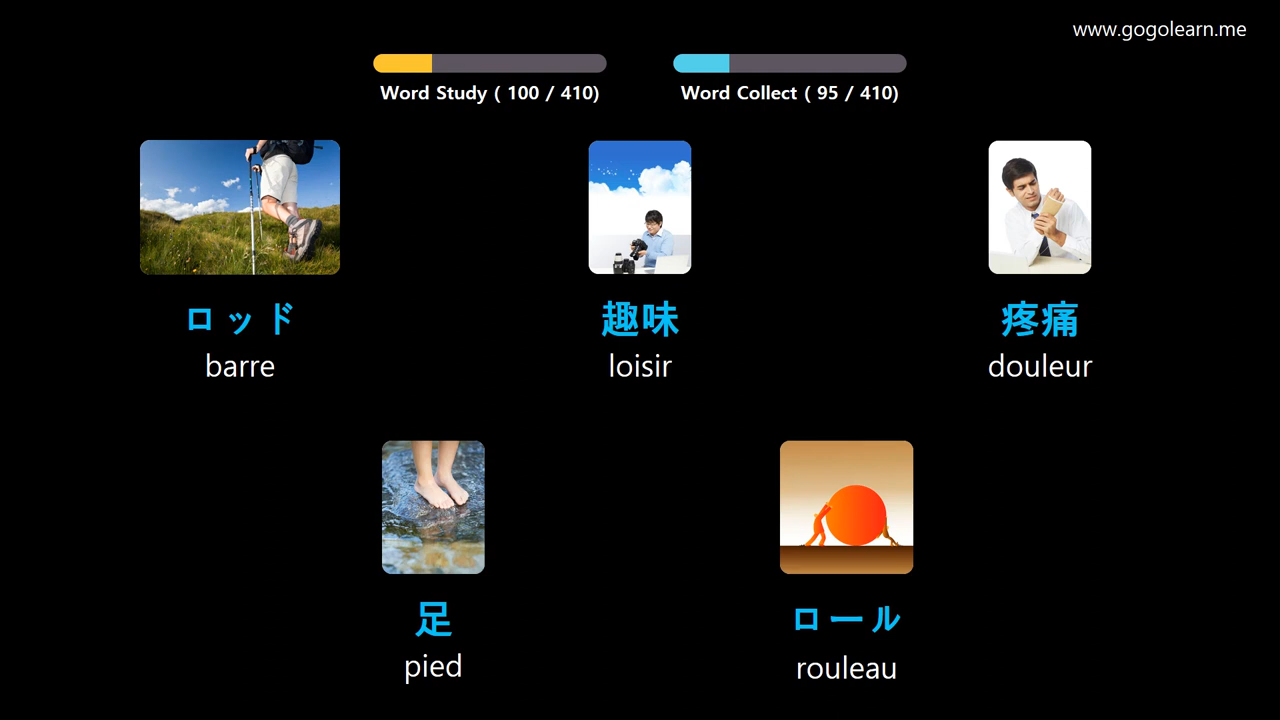 www.gogolearn.me
Word Study ( 100 / 410)
Word Collect ( 95 / 410)
ロッド
barre
趣味
loisir
疼痛
douleur
足
pied
ロール
rouleau